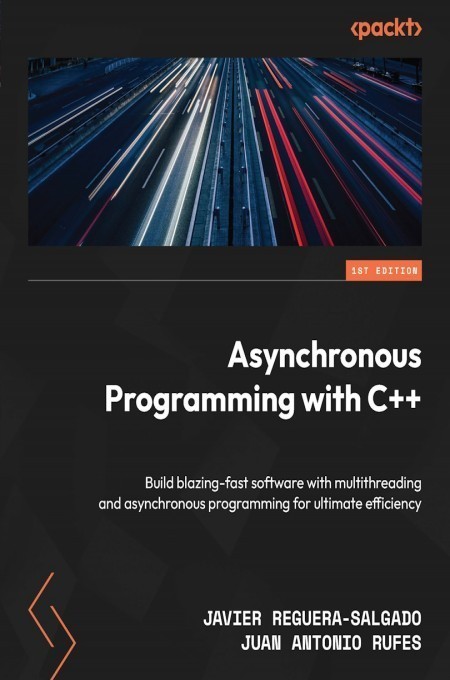 <packt>
1ST EDITION
Asynchronous
Programming with C++
Build blazing-fast software with multithreading
and asynchronous programming for ultimate efficiency
JAVIER REGUERA-SALGADO
JUAN ANTONIO RUFES